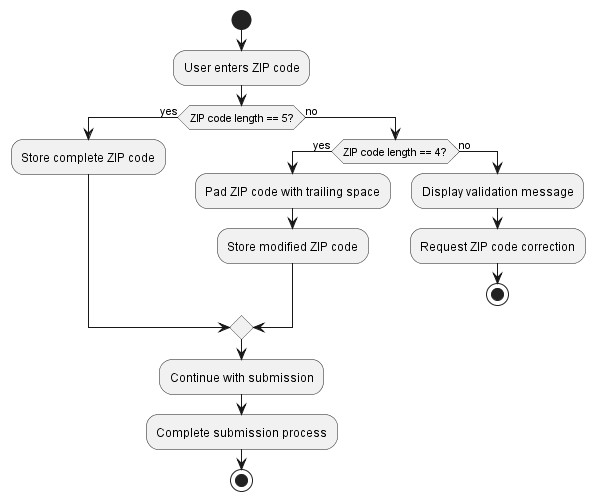 User enters ZIP code
yes
ZIP code length == 5?
no
Store complete ZIP code
yes
ZIP code length == 4?
no
Pad ZIP code with trailing space
Display validation message
Store modified ZIP code
Request ZIP code correction
Continue with submission
Complete submission process